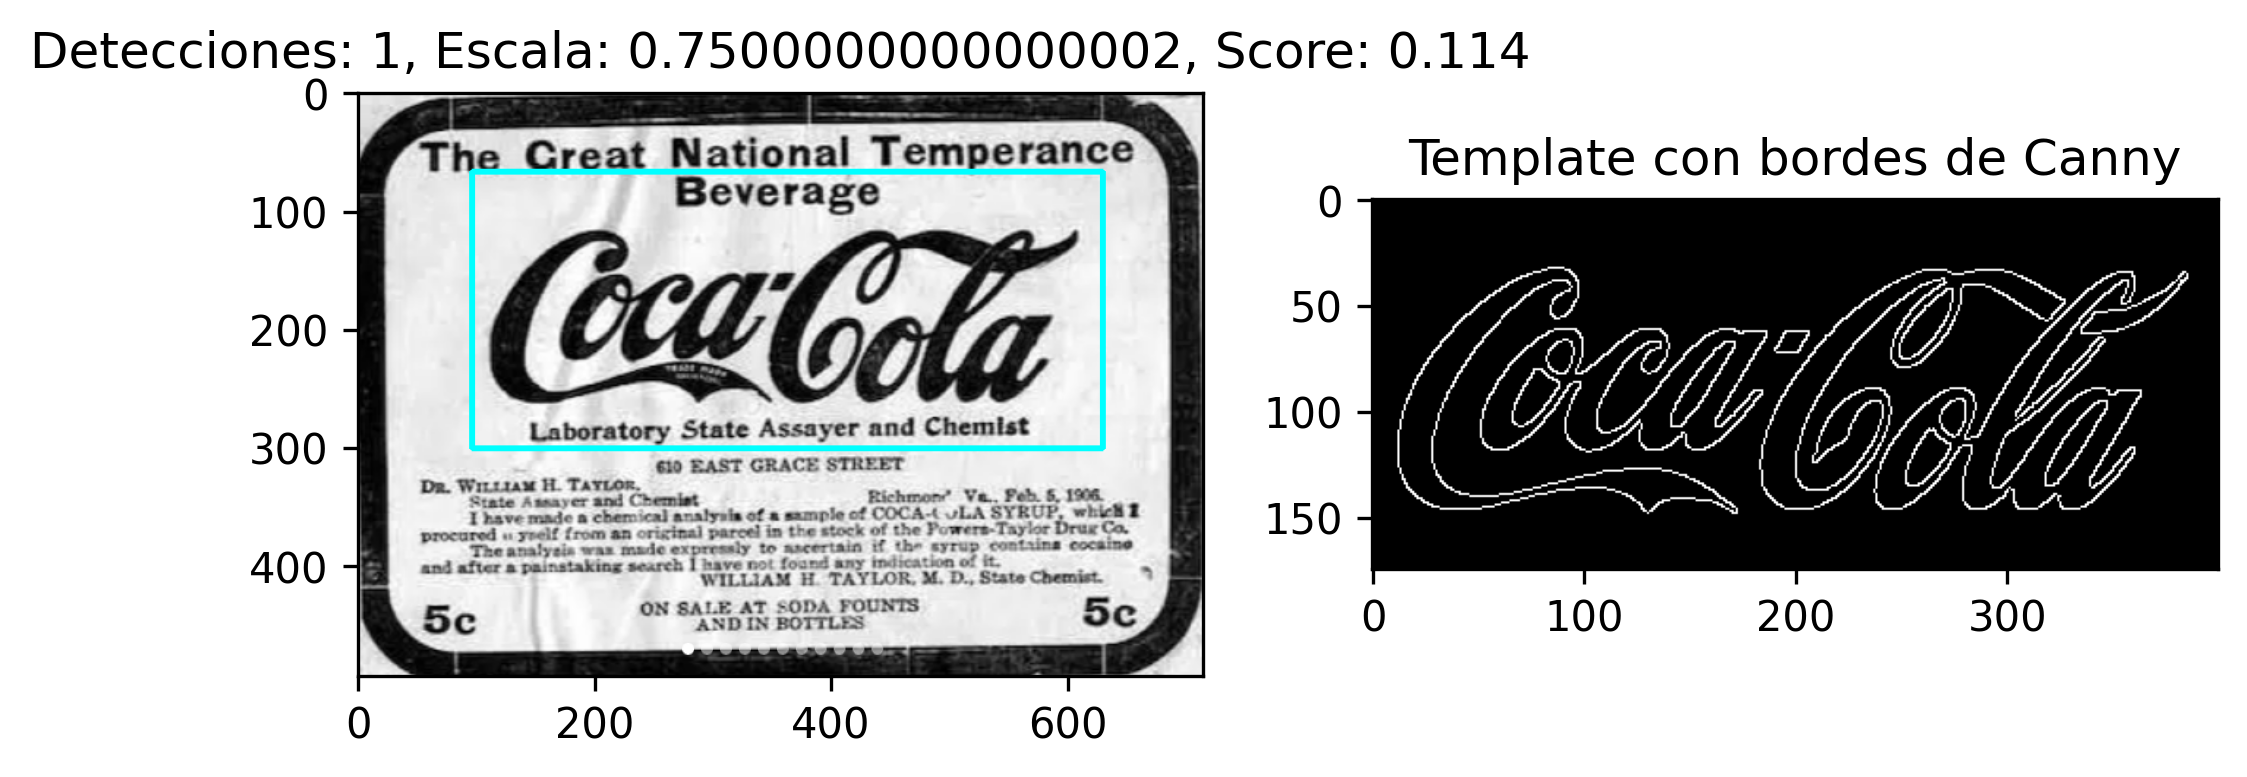 Detecciones: 1, Escala: 0.7500000000000002, Score: 0.114
0
100
200
300
400
0
200
400
600
The Great National Temperance
Beverage
Coca-Cola
TRADE MARK
Laboratory State Assayer and Chemist
610 EAST GRACE STREET
DR. WILLIAM H. TAYLOR,
State Assayer and Chemist
Richmond Va., Feb. 5, 1906.
I have made a chemical analysis of a sample of COCA-COLA SYRUP, which I
procured myself from an original parcel in the stock of the Powers-Taylor Drug Co.
The analysis was made expressly to ascertain if the syrup contains cocaine
and after a painstaking search I have not found any indication of it.
WILLIAM H. TAYLOR, M. D., State Chemist.
5c
ON SALE AT SODA FOUNTS
AND IN BOTTLES
5c
Template con bordes de Canny
0
50
100
150
0
100
200
300
Coca-Cola